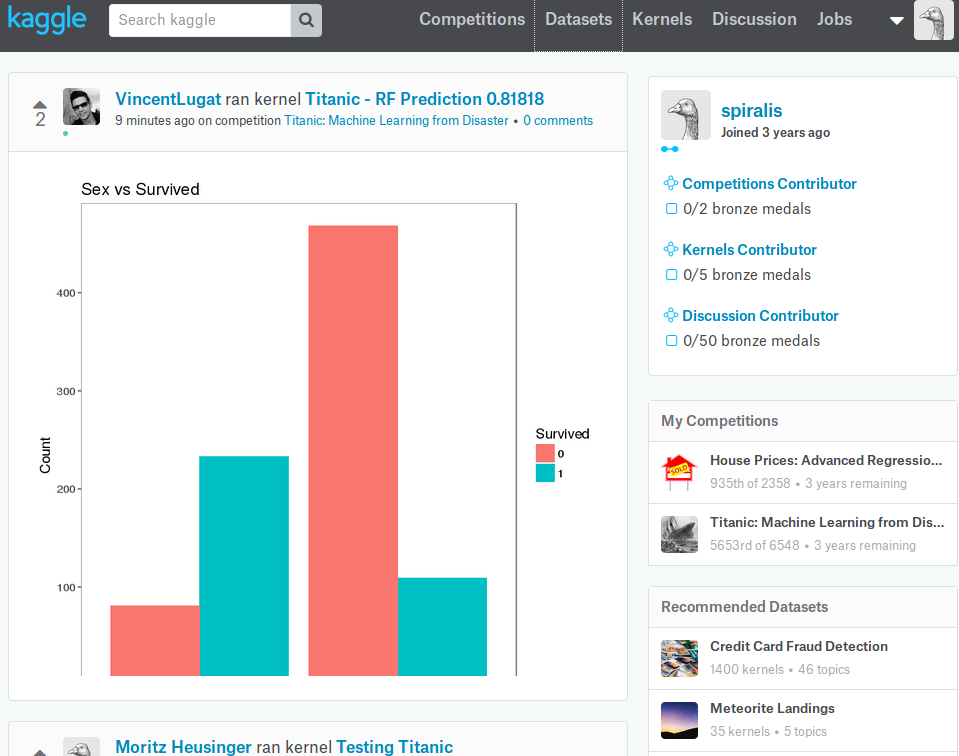 kaggle
Search kaggle
Competitions Datasets Kernels Discussion Jobs
2
VincentLugat ran kernel Titanic - RF Prediction 0.81818
9 minutes ago on competition Titanic: Machine Learning from Disaster • 0 comments
Sex vs Survived
400
300
200
100
Count
Survived
0
1
Moritz Heusinger ran kernel Testing Titanic
spiralis
Joined 3 years ago
Competitions Contributor
0/2 bronze medals
Kernels Contributor
0/5 bronze medals
Discussion Contributor
0/50 bronze medals
My Competitions
SOLD
House Prices: Advanced Regressio...
935th of 2358 • 3 years remaining
Titanic: Machine Learning from Dis...
5653rd of 6548 • 3 years remaining
Recommended Datasets
Credit Card Fraud Detection
1400 kernels • 46 topics
Meteorite Landings
35 kernels • 5 topics